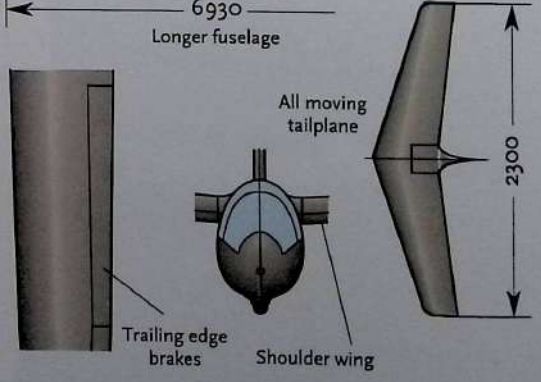 6930
Longer fuselage
All moving
tailplane
2300
Trailing edge
brakes
Shoulder wing